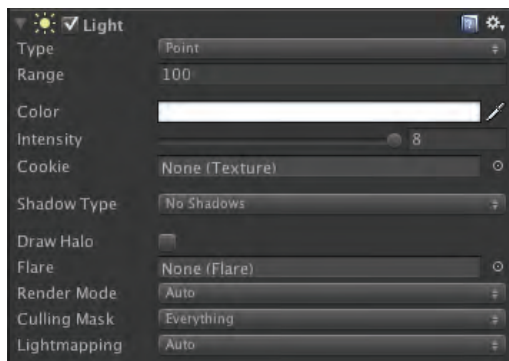 Light
Type Point
Range 100
Color
Intensity 8
Cookie None (Texture)
Shadow Type No Shadows
Draw Halo
Flare None (Flare)
Render Mode Auto
Culling Mask Everything
Lightmapping Auto